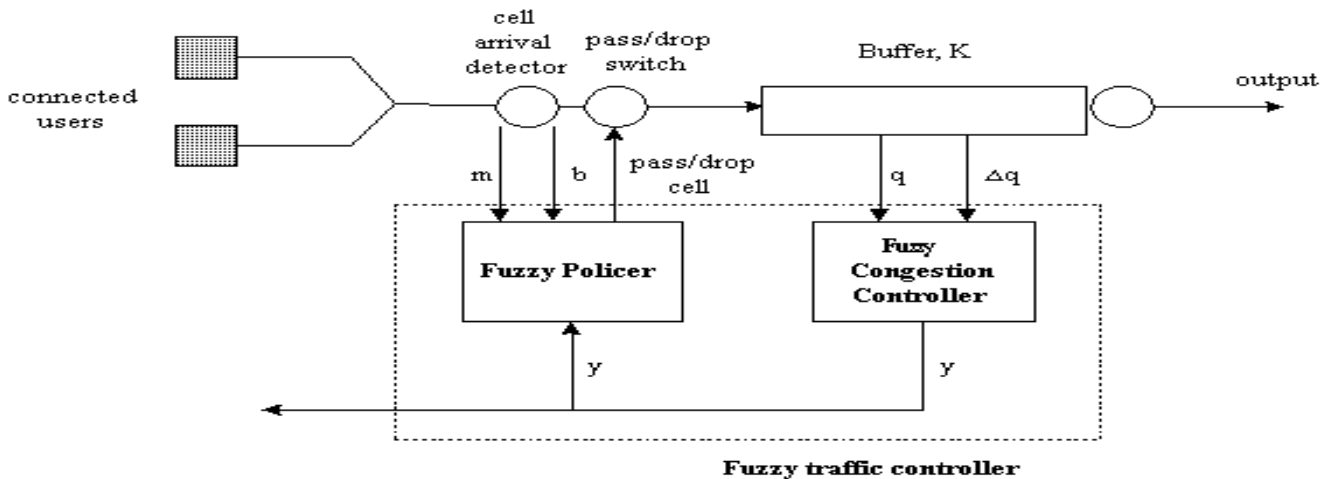 cell
arrival
detector
pass/drop
switch
Buffer, K
output
connected
users
m
b
pass/drop
cell
q
Δq
Fuzzy Policer
Fuzzy
Congestion
Controller
y
y
Fuzzy traffic controller